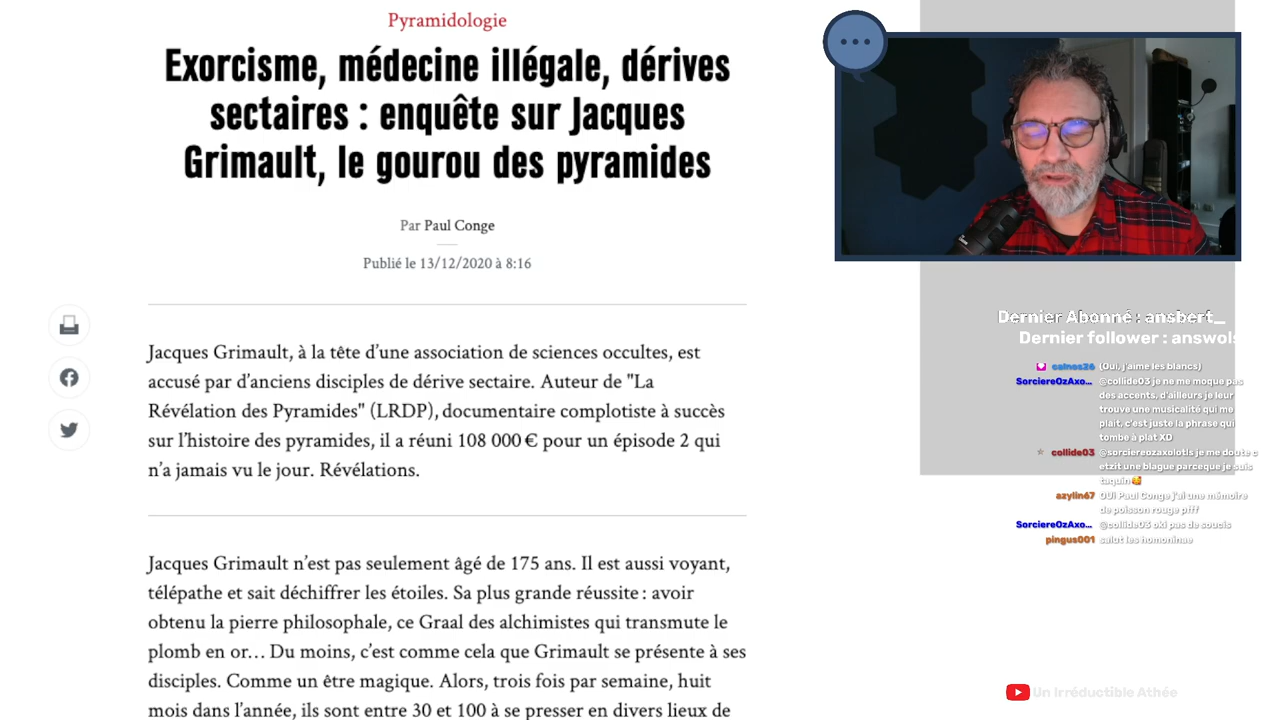 Pyramidologie
Exorcisme, médecine illégale, dérives
sectaires : enquête sur Jacques
Grimault, le gourou des pyramides
Par Paul Conge
Publié le 13/12/2020 à 8:16
Jacques Grimault, à la tête d’une association de sciences occultes, est
accusé par d’anciens disciples de dérive sectaire. Auteur de "La
Révélation des Pyramides" (LRDP), documentaire complotiste à succès
sur l’histoire des pyramides, il a réuni 108 000 € pour un épisode 2 qui
n’a jamais vu le jour. Révélations.
Jacques Grimault n’est pas seulement âgé de 175 ans. Il est aussi voyant,
télépathe et sait déchiffrer les étoiles. Sa plus grande réussite : avoir
obtenu la pierre philosophale, ce Graal des alchimistes qui transmute le
plomb en or… Du moins, c’est comme cela que Grimault se présente à ses
disciples. Comme un être magique. Alors, trois fois par semaine, huit
mois dans l’année, ils sont entre 30 et 100 à se presser en divers lieux de
Dernier Abonné : ansbert_
Dernier follower : answols
calnos26 (Oui, j'aime les blancs)
SorciereOzAxo... @collide03 je ne me moque pas
des accents, d'ailleurs je leur
trouve une musicalité qui me
plait, c'est juste la phrase qui
tombe à plat XD
collide03 @sorciereozaxolotls je me doute c
etzit une blague parceque je suis
taquin🥰
azylin67 OUi Paul Conge j'ai une mémoire
de poisson rouge pfff
SorciereOzAxo... @collide03 oki pas de soucis
pingus001 salut les homoninae
Un Irréductible Athée